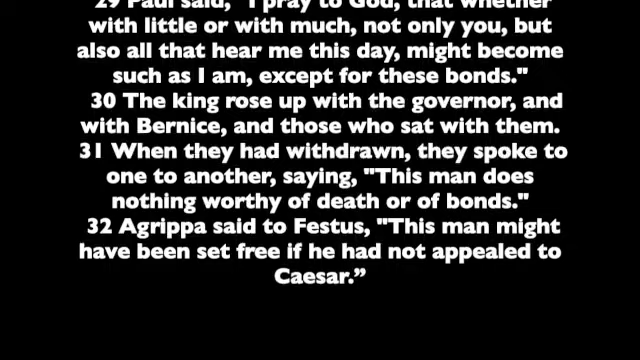 29 Paul said, "I pray to God, that whether
with little or with much, not only you, but
also all that hear me this day, might become
such as I am, except for these bonds."
30 The king rose up with the governor, and
with Bernice, and those who sat with them.
31 When they had withdrawn, they spoke to
one to another, saying, "This man does
nothing worthy of death or of bonds."
32 Agrippa said to Festus, "This man might
have been set free if he had not appealed to
Caesar.”